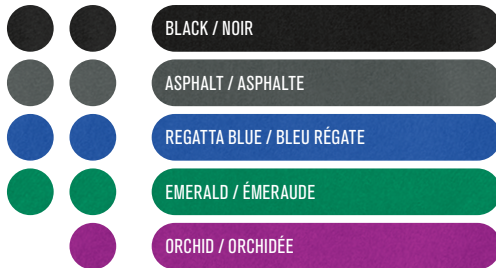 BLACK / NOIR
ASPHALT / ASPHALTE
REGATTA BLUE / BLEU RÉGATE
EMERALD / ÉMERAUDE
ORCHID / ORCHIDÉE